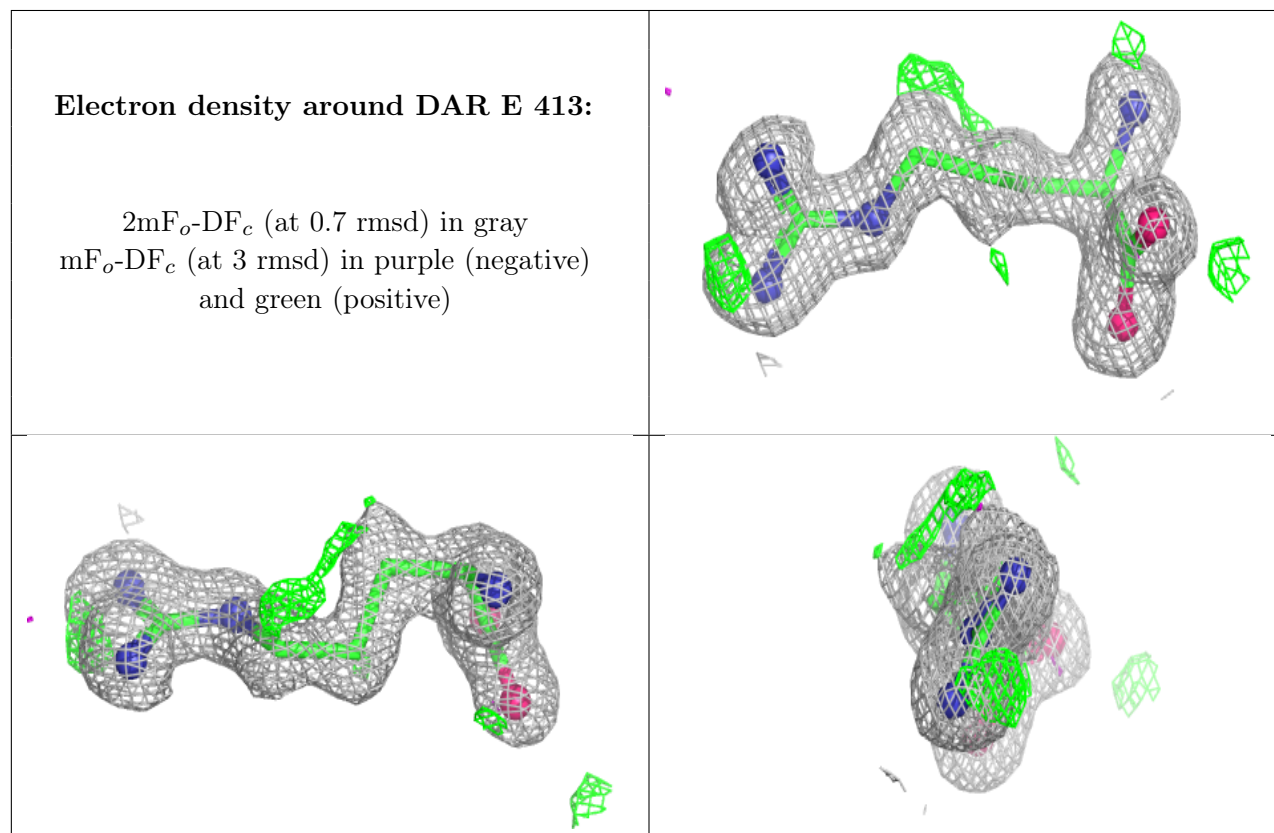 Electron density around DAR E 413:
2mFo-DFc (at 0.7 rmsd) in gray
mFo-DFc (at 3 rmsd) in purple (negative)
and green (positive)